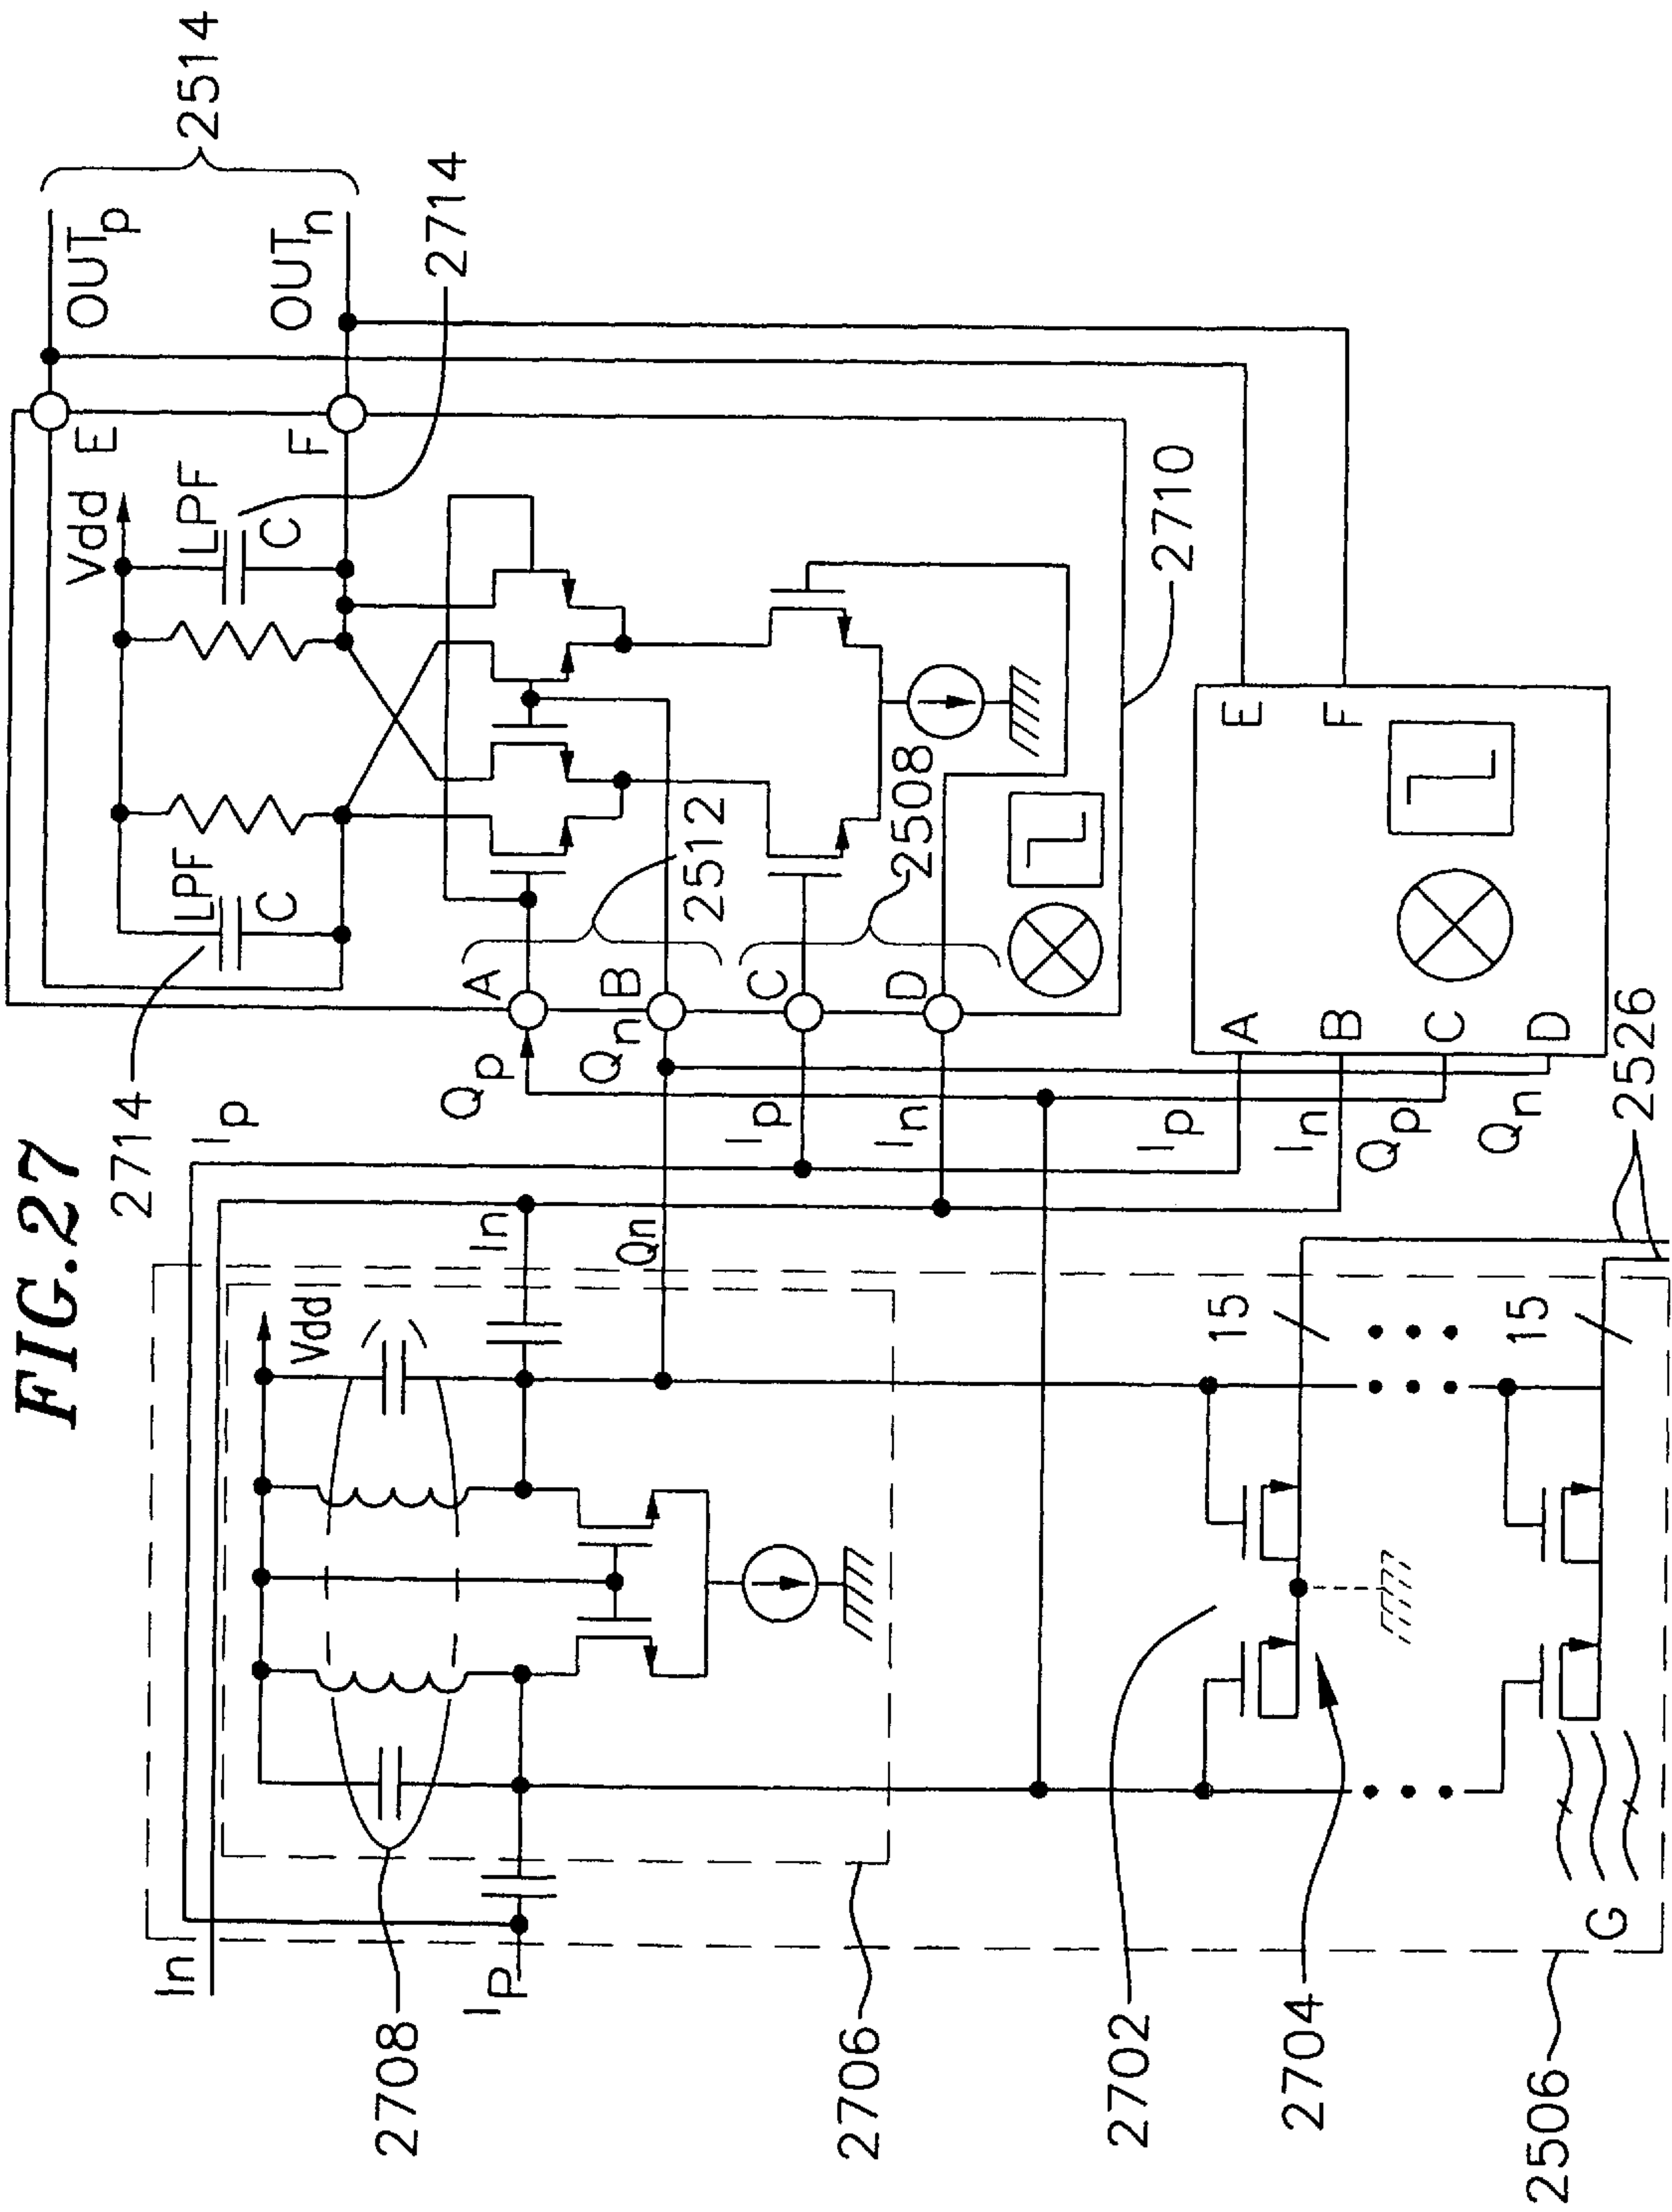 FIG.27
2514
OUTp
OUTn
2714
E
F
Vdd
LPF
C
LPF
C
2714
2512
2508
2710
A
B
C
D
Qp
Qn
Ip
In
Ip
In
Qn
E
F
A
B
C
D
Ip
In
Qp
Qn
2526
Vdd
15
15
In
IP
2708
2706
2702
2704
G
2506